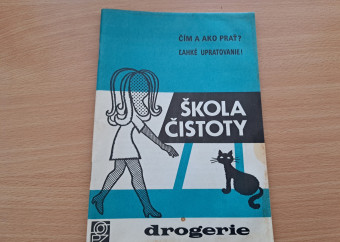 ČÍM A AKO PRAŤ?
ĽAHKÉ UPRATOVANIE!
ŠKOLA
ČISTOTY
drogerie